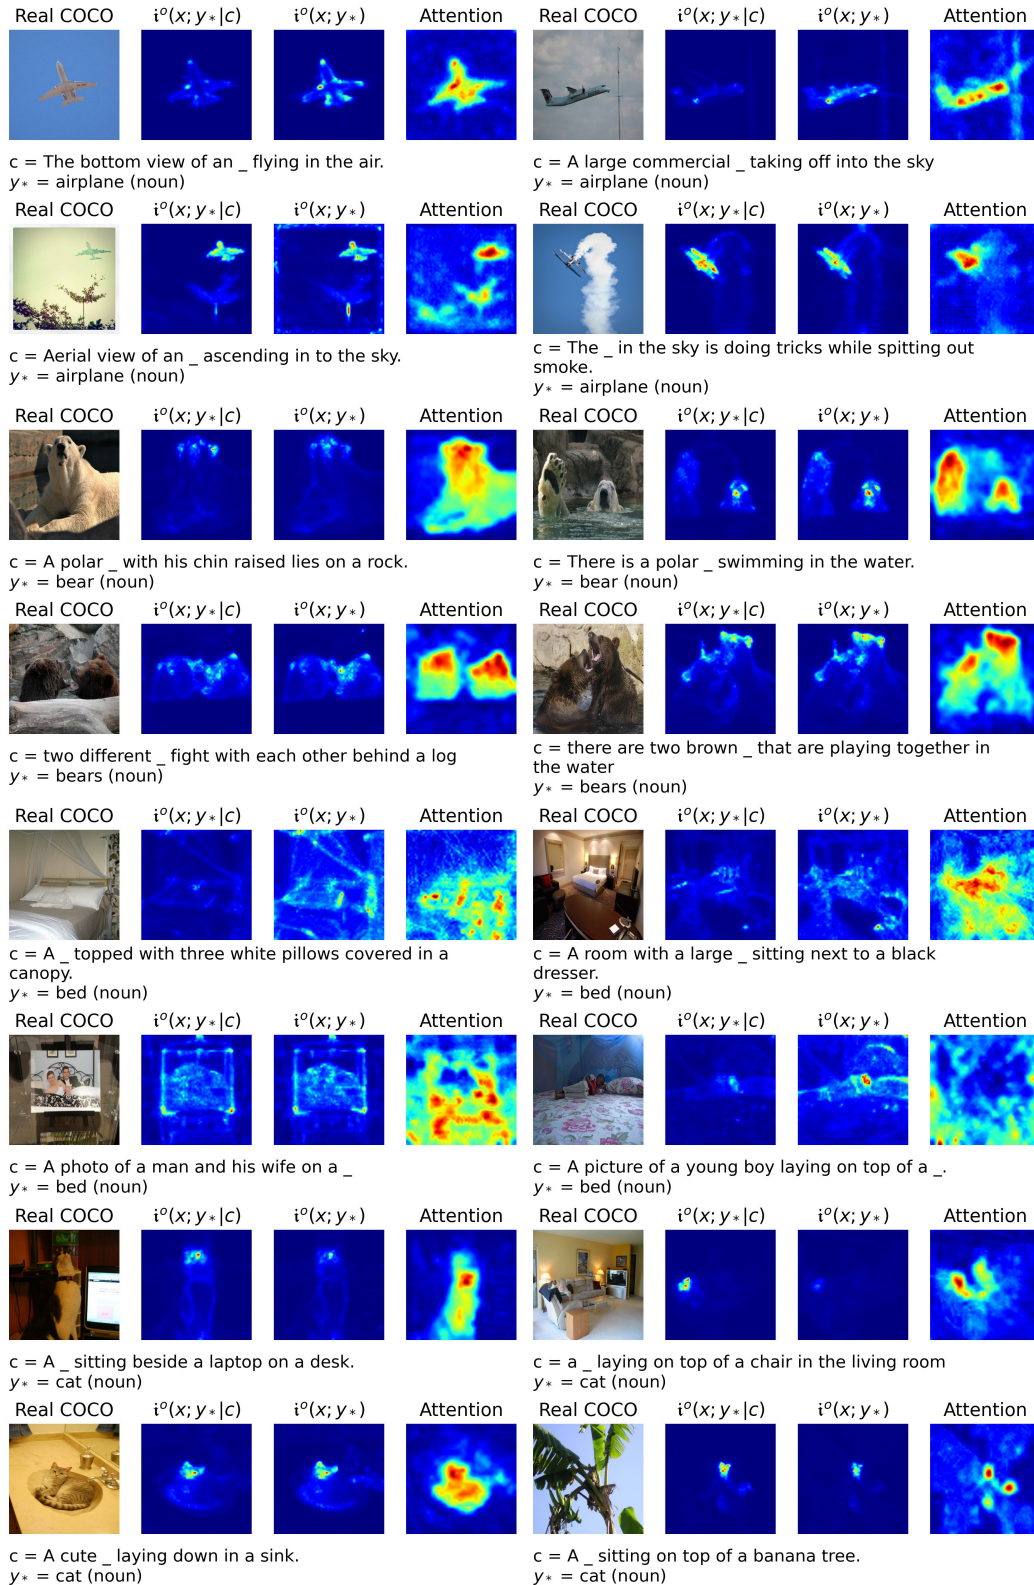 Real COCO 𝔦ᵒ(x; y∗|c) 𝔦ᵒ(x; y∗) Attention Real COCO 𝔦ᵒ(x; y∗|c) 𝔦ᵒ(x; y∗) Attention
c = The bottom view of an _ flying in the air.
y∗ = airplane (noun)
c = A large commercial _ taking off into the sky
y∗ = airplane (noun)
Real COCO 𝔦ᵒ(x; y∗|c) 𝔦ᵒ(x; y∗) Attention Real COCO 𝔦ᵒ(x; y∗|c) 𝔦ᵒ(x; y∗) Attention
c = Aerial view of an _ ascending in to the sky.
y∗ = airplane (noun)
c = The _ in the sky is doing tricks while spitting out
smoke.
y∗ = airplane (noun)
Real COCO 𝔦ᵒ(x; y∗|c) 𝔦ᵒ(x; y∗) Attention Real COCO 𝔦ᵒ(x; y∗|c) 𝔦ᵒ(x; y∗) Attention
c = A polar _ with his chin raised lies on a rock.
y∗ = bear (noun)
c = There is a polar _ swimming in the water.
y∗ = bear (noun)
Real COCO 𝔦ᵒ(x; y∗|c) 𝔦ᵒ(x; y∗) Attention Real COCO 𝔦ᵒ(x; y∗|c) 𝔦ᵒ(x; y∗) Attention
c = two different _ fight with each other behind a log
y∗ = bears (noun)
c = there are two brown _ that are playing together in
the water
y∗ = bears (noun)
Real COCO 𝔦ᵒ(x; y∗|c) 𝔦ᵒ(x; y∗) Attention Real COCO 𝔦ᵒ(x; y∗|c) 𝔦ᵒ(x; y∗) Attention
c = A _ topped with three white pillows covered in a
canopy.
y∗ = bed (noun)
c = A room with a large _ sitting next to a black
dresser.
y∗ = bed (noun)
Real COCO 𝔦ᵒ(x; y∗|c) 𝔦ᵒ(x; y∗) Attention Real COCO 𝔦ᵒ(x; y∗|c) 𝔦ᵒ(x; y∗) Attention
c = A photo of a man and his wife on a _
y∗ = bed (noun)
c = A picture of a young boy laying on top of a _.
y∗ = bed (noun)
Real COCO 𝔦ᵒ(x; y∗|c) 𝔦ᵒ(x; y∗) Attention Real COCO 𝔦ᵒ(x; y∗|c) 𝔦ᵒ(x; y∗) Attention
c = A _ sitting beside a laptop on a desk.
y∗ = cat (noun)
c = a _ laying on top of a chair in the living room
y∗ = cat (noun)
Real COCO 𝔦ᵒ(x; y∗|c) 𝔦ᵒ(x; y∗) Attention Real COCO 𝔦ᵒ(x; y∗|c) 𝔦ᵒ(x; y∗) Attention
c = A cute _ laying down in a sink.
y∗ = cat (noun)
c = A _ sitting on top of a banana tree.
y∗ = cat (noun)